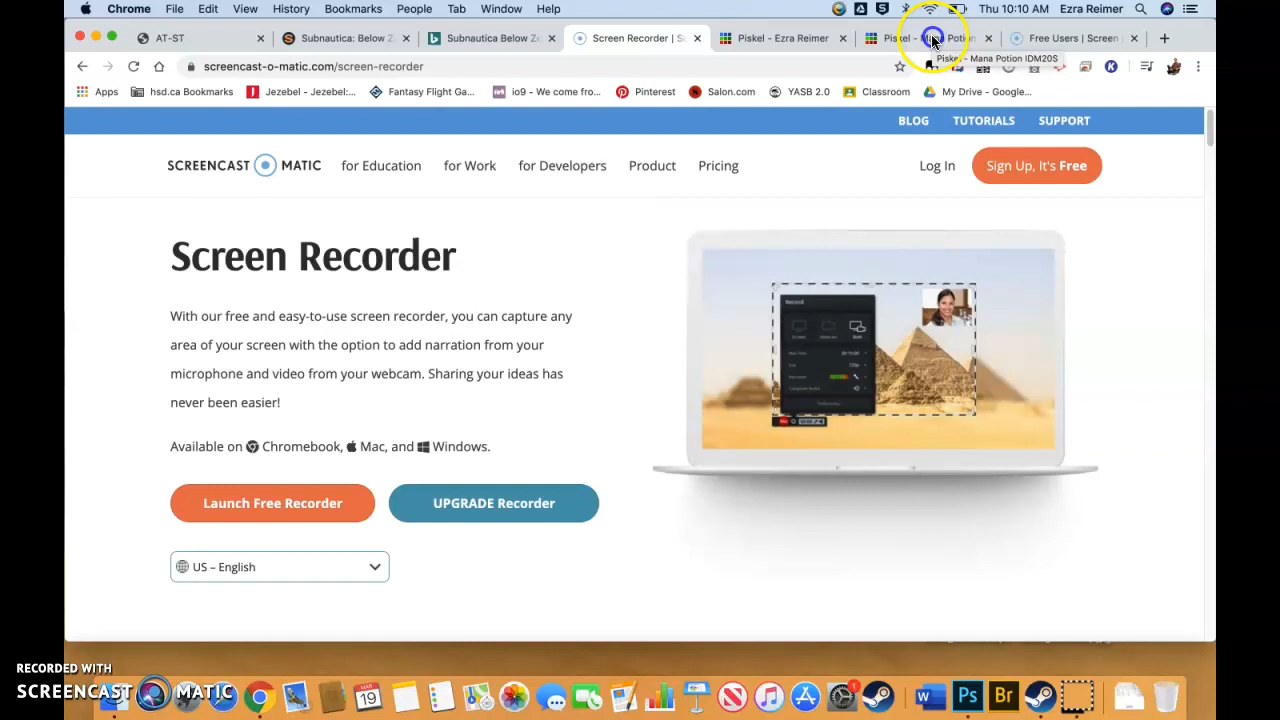 Chrome File Edit View History Bookmarks People Tab Window Help Thu 10:10 AM Ezra Reimer
AT-ST Subnautica: Below Z Subnautica Below Ze Screen Recorder | S Piskel - Ezra Reimer Piskel - Mana Potion Free Users | Screen
Piskel - Mana Potion IDM20S
screencast-o-matic.com/screen-recorder
Apps hsd.ca Bookmarks Jezebel - Jezebel:... Fantasy Flight Ga... io9 - We come fro... Pinterest Salon.com YASB 2.0 Classroom My Drive - Google...
BLOG TUTORIALS SUPPORT
SCREENCAST O MATIC for Education for Work for Developers Product Pricing Log In Sign Up, It's Free
Screen Recorder
With our free and easy-to-use screen recorder, you can capture any
area of your screen with the option to add narration from your
microphone and video from your webcam. Sharing your ideas has
never been easier!
Available on Chromebook, Mac, and Windows.
Launch Free Recorder UPGRADE Recorder
US – English
Record
RECORDED WITH
SCREENCAST O MATIC
19
W Ps Br